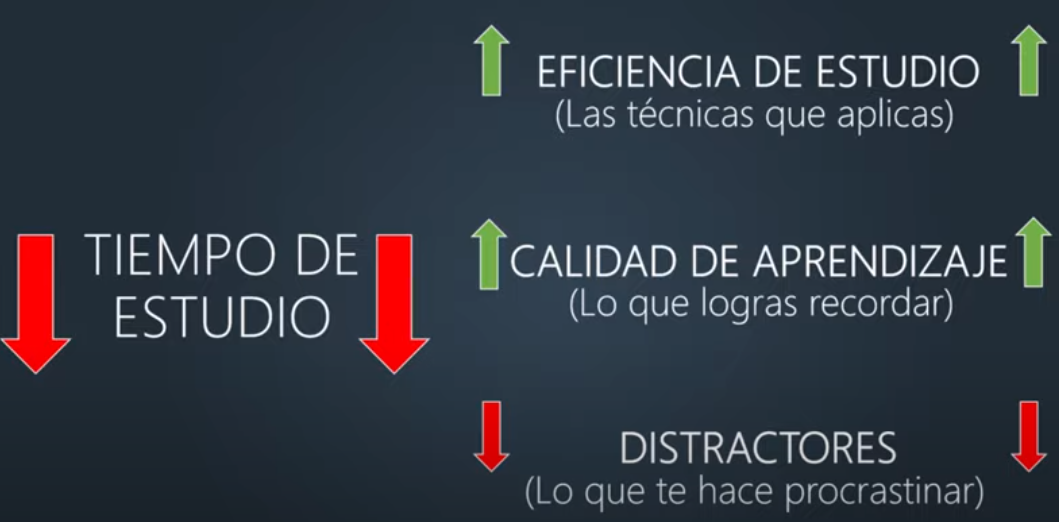 EFICIENCIA DE ESTUDIO
(Las técnicas que aplicas)
TIEMPO DE
ESTUDIO
CALIDAD DE APRENDIZAJE
(Lo que logras recordar)
DISTRACTORES
(Lo que te hace procrastinar)